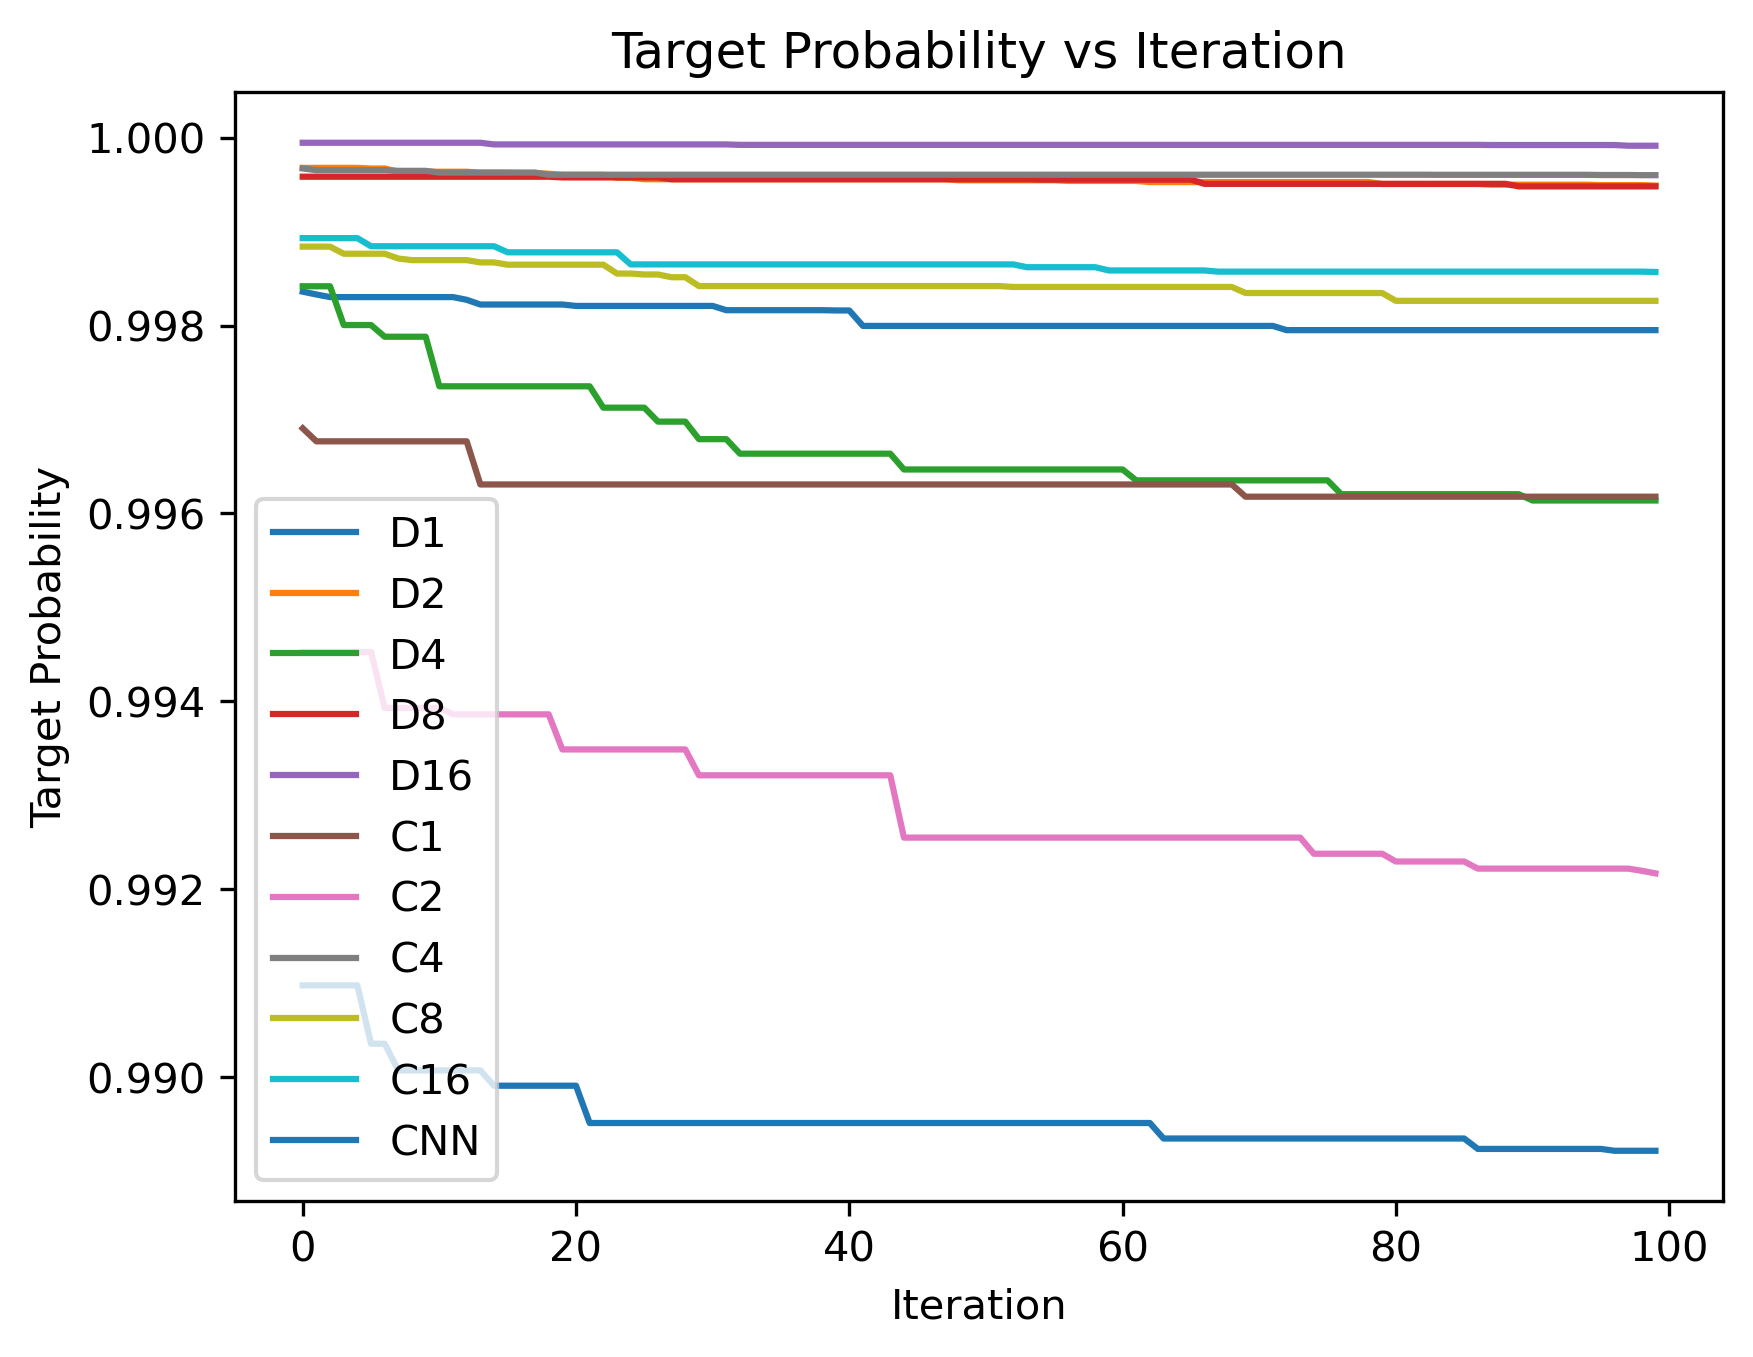 Target Probability vs Iteration
Target Probability
1.000
0.998
0.996
0.994
0.992
0.990
D1
D2
D4
D8
D16
C1
C2
C4
C8
C16
CNN
0 20 40 60 80 100
Iteration